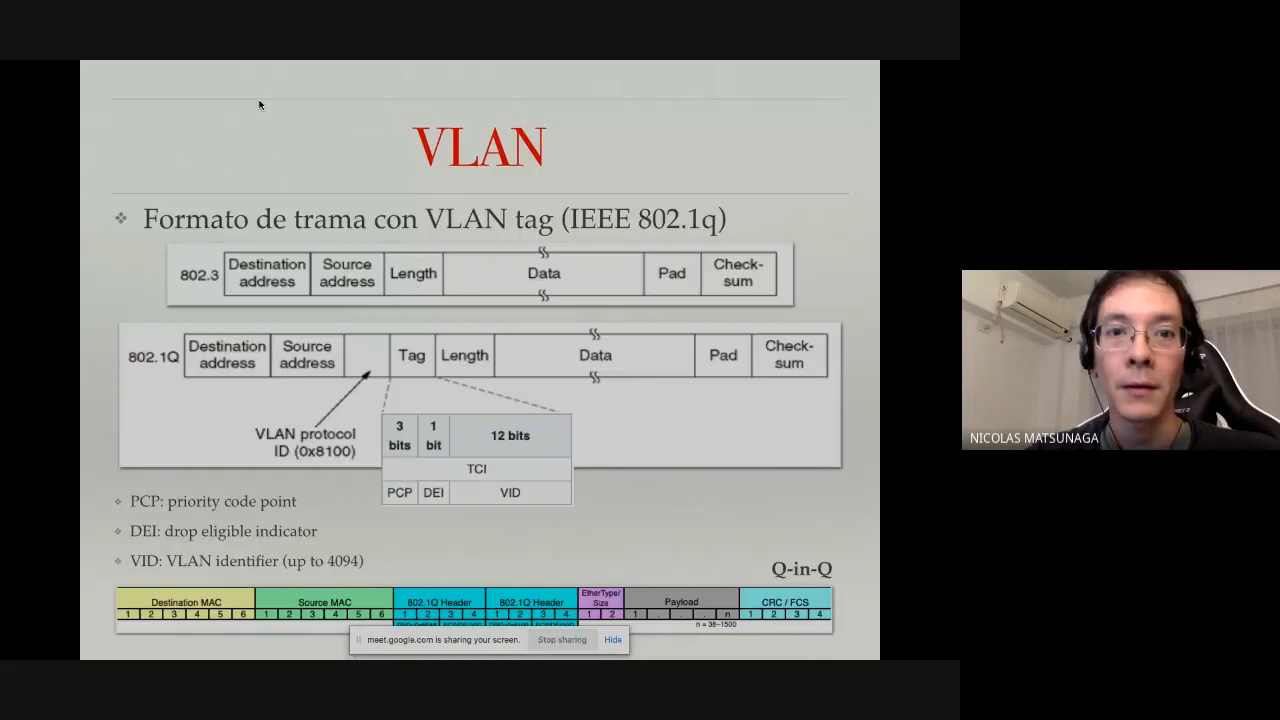 VLAN
Formato de trama con VLAN tag (IEEE 802.1q)
802.3 Destination address Source address Length Data Pad Check-sum
802.1Q Destination address Source address Tag Length Data Pad Check-sum
VLAN protocol
ID (0x8100)
3 bits 1 bit 12 bits
TCI
PCP DEI VID
PCP: priority code point
DEI: drop eligible indicator
VID: VLAN identifier (up to 4094)
Q-in-Q
Destination MAC Source MAC 802.1Q Header 802.1Q Header EtherType/Size Payload CRC / FCS
1 2 3 4 5 6 1 2 3 4 5 6 1 2 3 4 1 2 3 4 1 2 1 . . n 1 2 3 4
n = 38–1500
meet.google.com is sharing your screen. Stop sharing Hide
NICOLAS MATSUNAGA